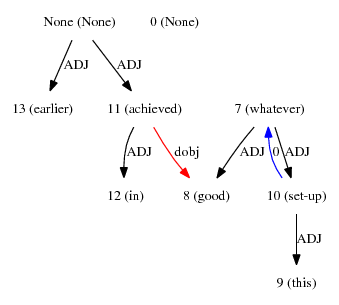 None (None) 0 (None)
ADJ ADJ
13 (earlier) 11 (achieved) 7 (whatever)
ADJ dobj ADJ 0 ADJ
12 (in) 8 (good) 10 (set-up)
ADJ
9 (this)